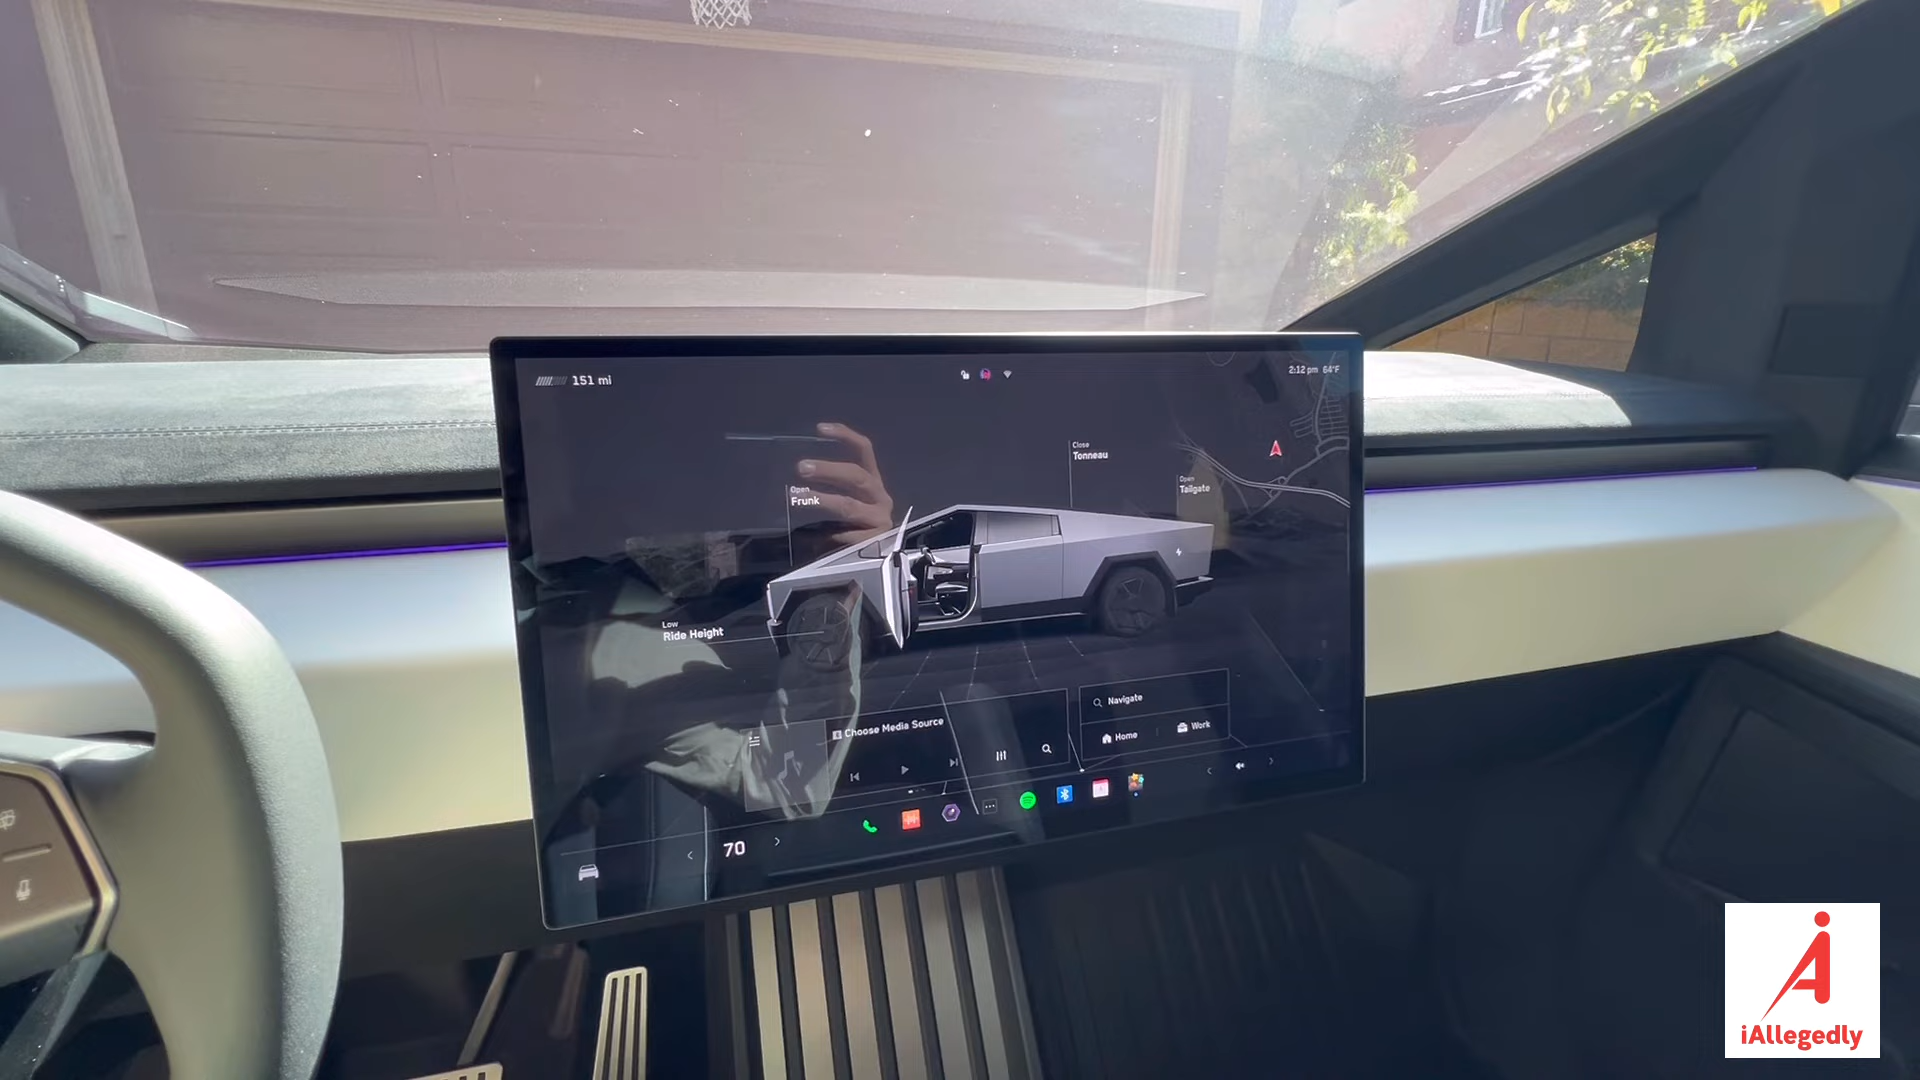 151 mi
2:12 pm 64°F
Close
Tonneau
Open
Tailgate
Open
Frunk
Low
Ride Height
Choose Media Source
Navigate
Home
Work
70
iAllegedly